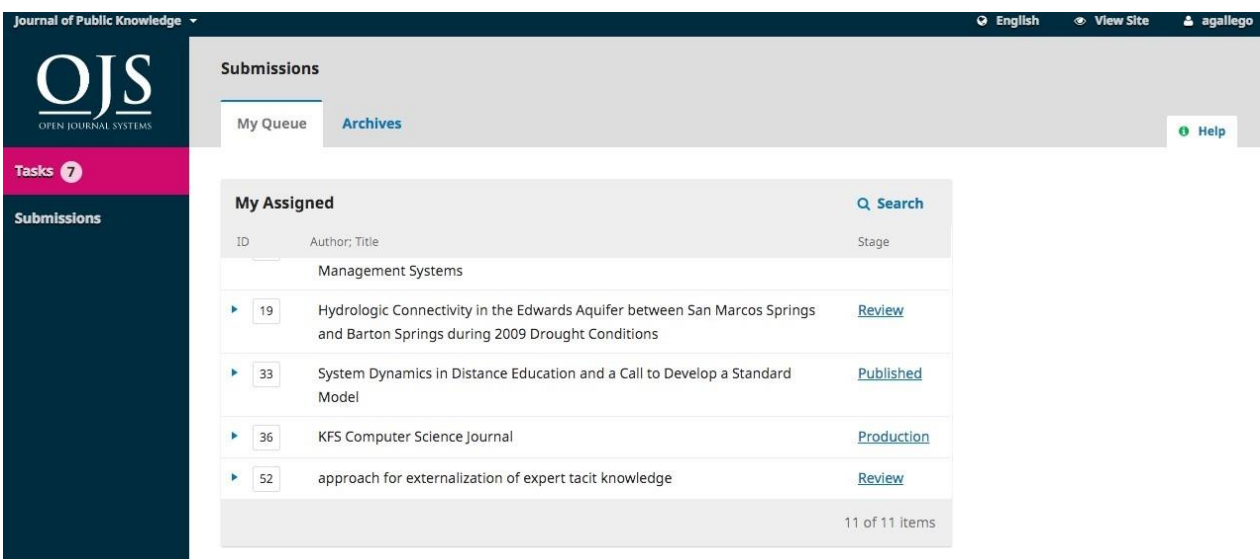 Journal of Public Knowledge
English
View Site
agallego
OJS
OPEN JOURNAL SYSTEMS
Submissions
My Queue
Archives
Help
Tasks 7
Submissions
My Assigned
Search
ID
Author; Title
Stage
Management Systems
19
Hydrologic Connectivity in the Edwards Aquifer between San Marcos Springs
and Barton Springs during 2009 Drought Conditions
Review
33
System Dynamics in Distance Education and a Call to Develop a Standard
Model
Published
36
KFS Computer Science Journal
Production
52
approach for externalization of expert tacit knowledge
Review
11 of 11 items